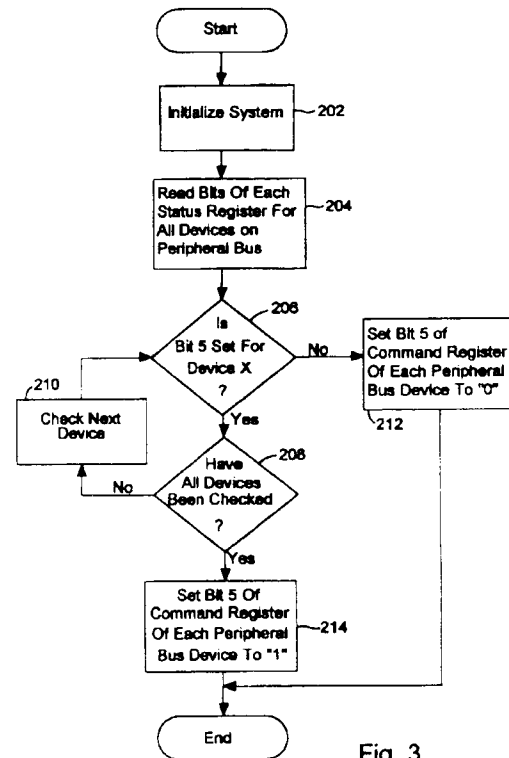 Start
Initialize System
202
Read Bits Of Each
Status Register For
All Devices on
Peripheral Bus
204
206
Is
Bit 5 Set For
Device X
?
No
Set Bit 5 of
Command Register
Of Each Peripheral
Bus Device To "0"
212
210
Check Next
Device
Yes
208
Have
All Devices
Been Checked
?
No
Yes
Set Bit 5 Of
Command Register
Of Each Peripheral
Bus Device To "1"
214
End
Fig. 3